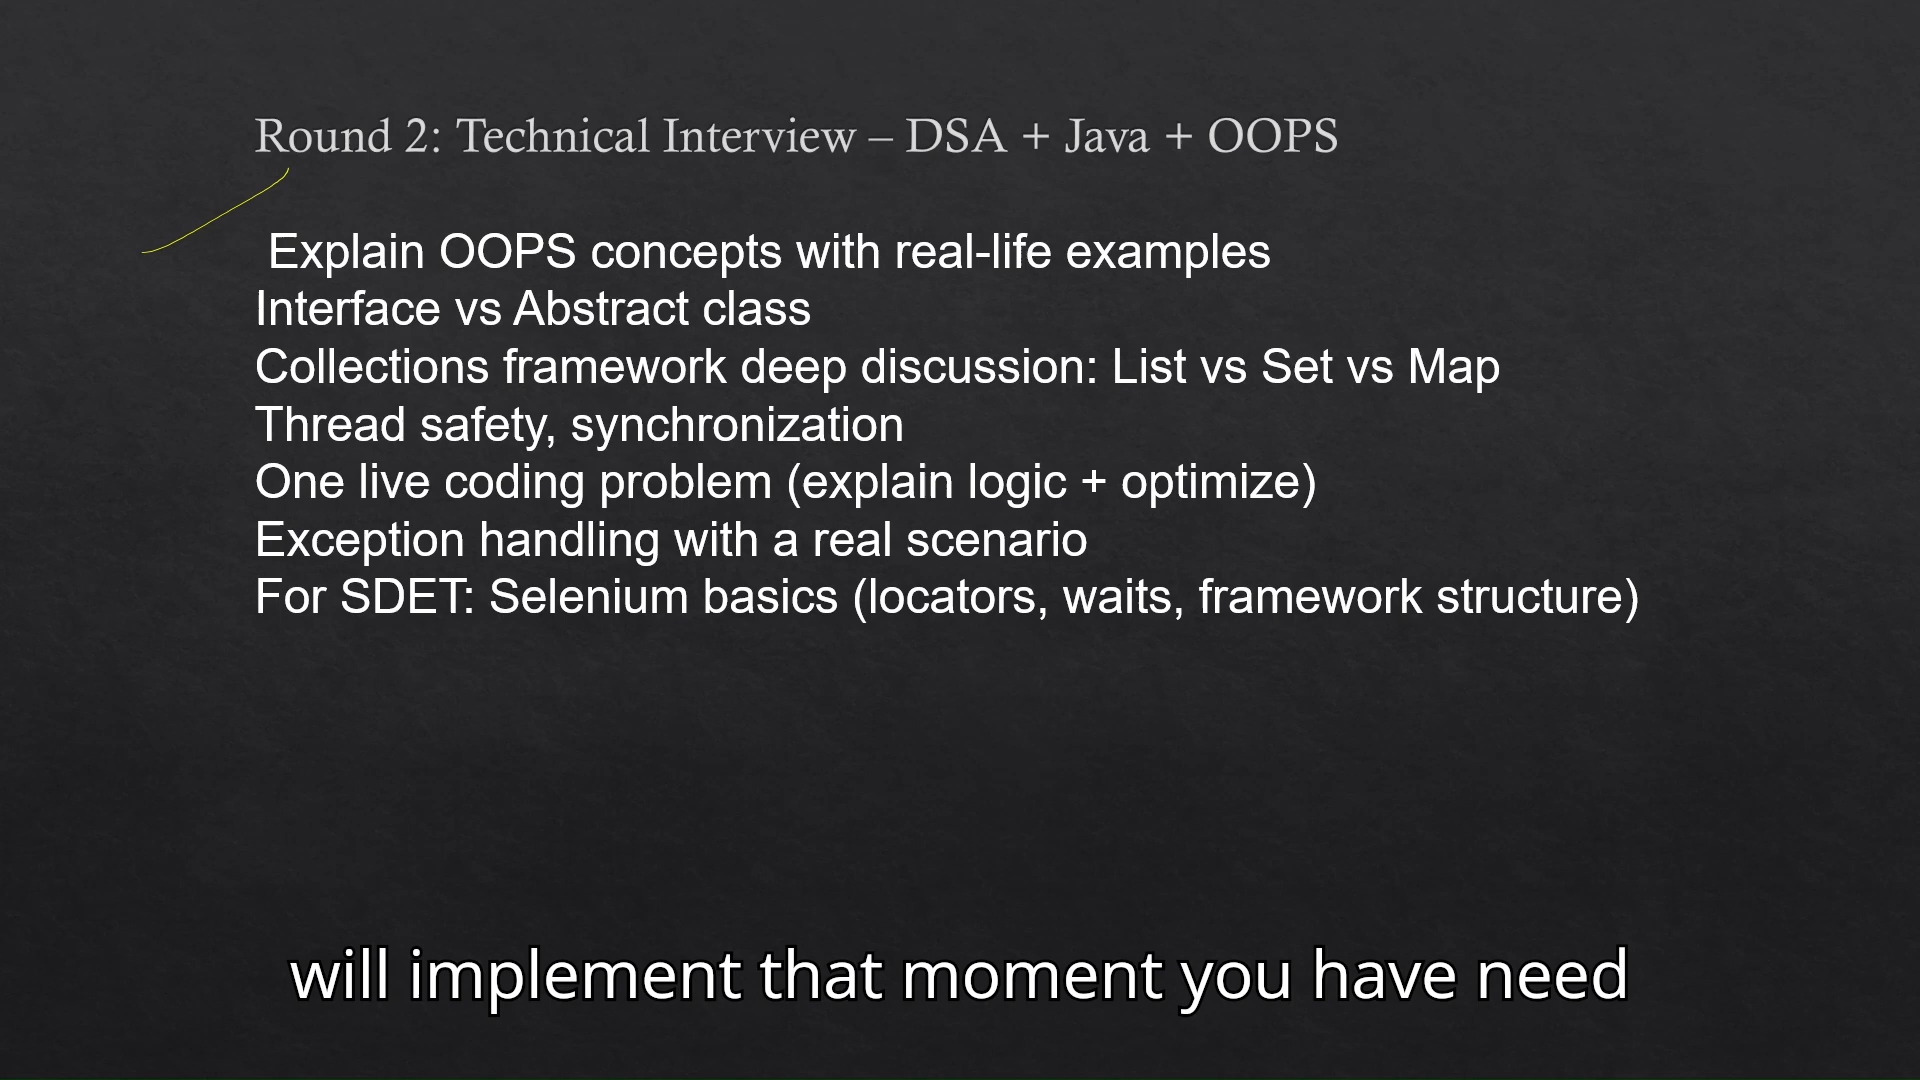 Round 2: Technical Interview – DSA + Java + OOPS
Explain OOPS concepts with real-life examples
Interface vs Abstract class
Collections framework deep discussion: List vs Set vs Map
Thread safety, synchronization
One live coding problem (explain logic + optimize)
Exception handling with a real scenario
For SDET: Selenium basics (locators, waits, framework structure)
will implement that moment you have need